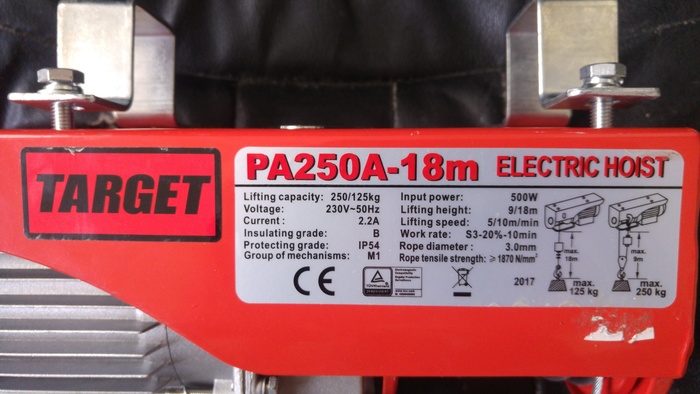 TARGET
PA250A-18m ELECTRIC HOIST
Lifting capacity: 250/125kg
Voltage: 230V~50Hz
Current: 2.2A
Insulating grade: B
Protecting grade: IP54
Group of mechanisms: M1
Input power: 500W
Lifting height: 9/18m
Lifting speed: 5/10m/min
Work rate: S3-20%-10min
Rope diameter : 3.0mm
Rope tensile strength: ≥1870 N/mm²
CE
2017
18m
max.
125 kg
9m
max.
250 kg